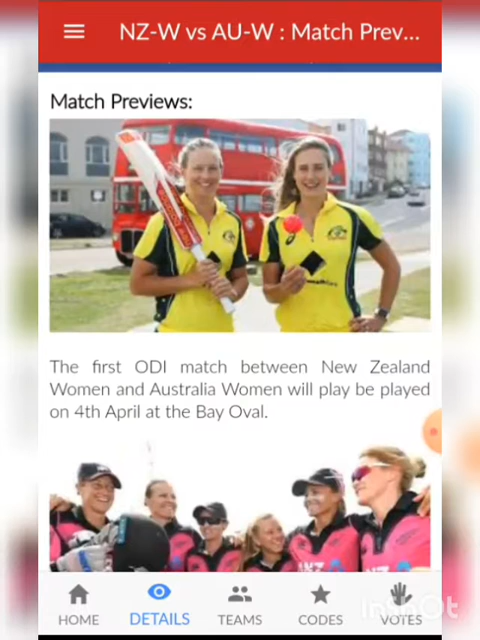 NZ-W vs AU-W : Match Prev...
Match Previews:
The first ODI match between New Zealand
Women and Australia Women will play be played
on 4th April at the Bay Oval.
HOME
DETAILS
TEAMS
CODES
VOTES
InShOt